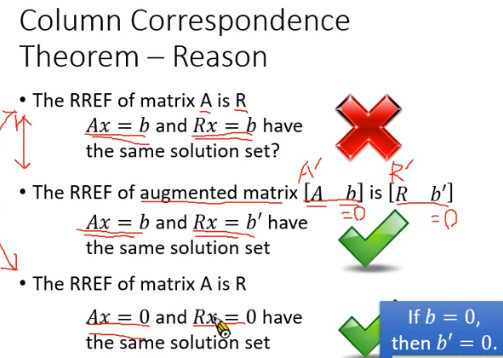 Column Correspondence
Theorem – Reason
• The RREF of matrix A is R
Ax = b and Rx = b have
the same solution set?
A' R'
• The RREF of augmented matrix [A b] is [R b']
=0 =0
Ax = b and Rx = b' have
the same solution set
• The RREF of matrix A is R
Ax = 0 and Rx = 0 have
the same solution set
If b = 0,
then b' = 0.